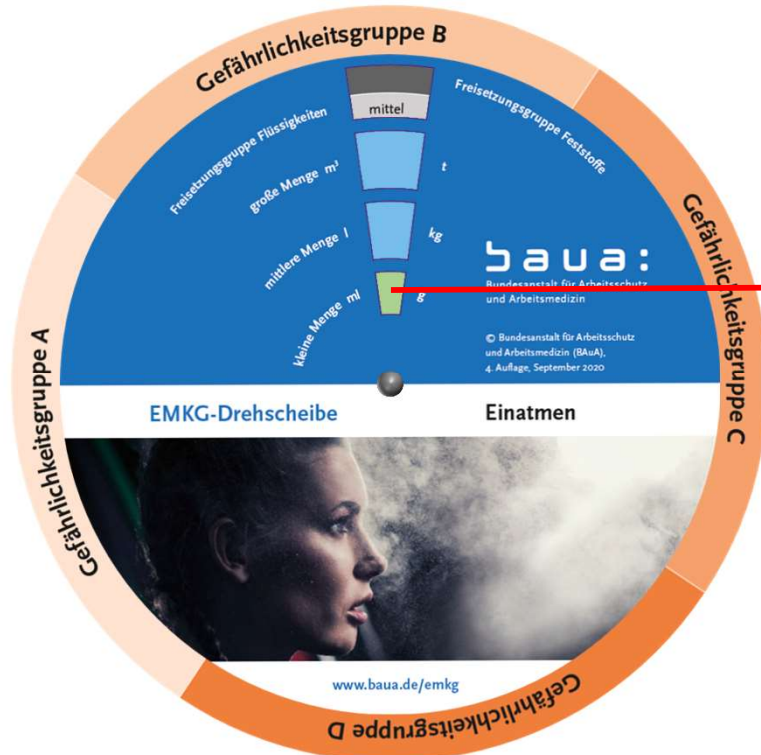 Gefährlichkeitsgruppe B
Gefährlichkeitsgruppe A
Gefährlichkeitsgruppe C
Freisetzungsgruppe Flüssigkeiten
mittel
Freisetzungsgruppe Feststoffe
große Menge m³
t
mittlere Menge l
kg
kleine Menge ml
g
baua:
Bundesanstalt für Arbeitsschutz
und Arbeitsmedizin
© Bundesanstalt für Arbeitsschutz
und Arbeitsmedizin (BAuA),
4. Auflage, September 2020
EMKG-Drehscheibe
Einatmen
www.baua.de/emkg
Gefährlichkeitsgruppe D